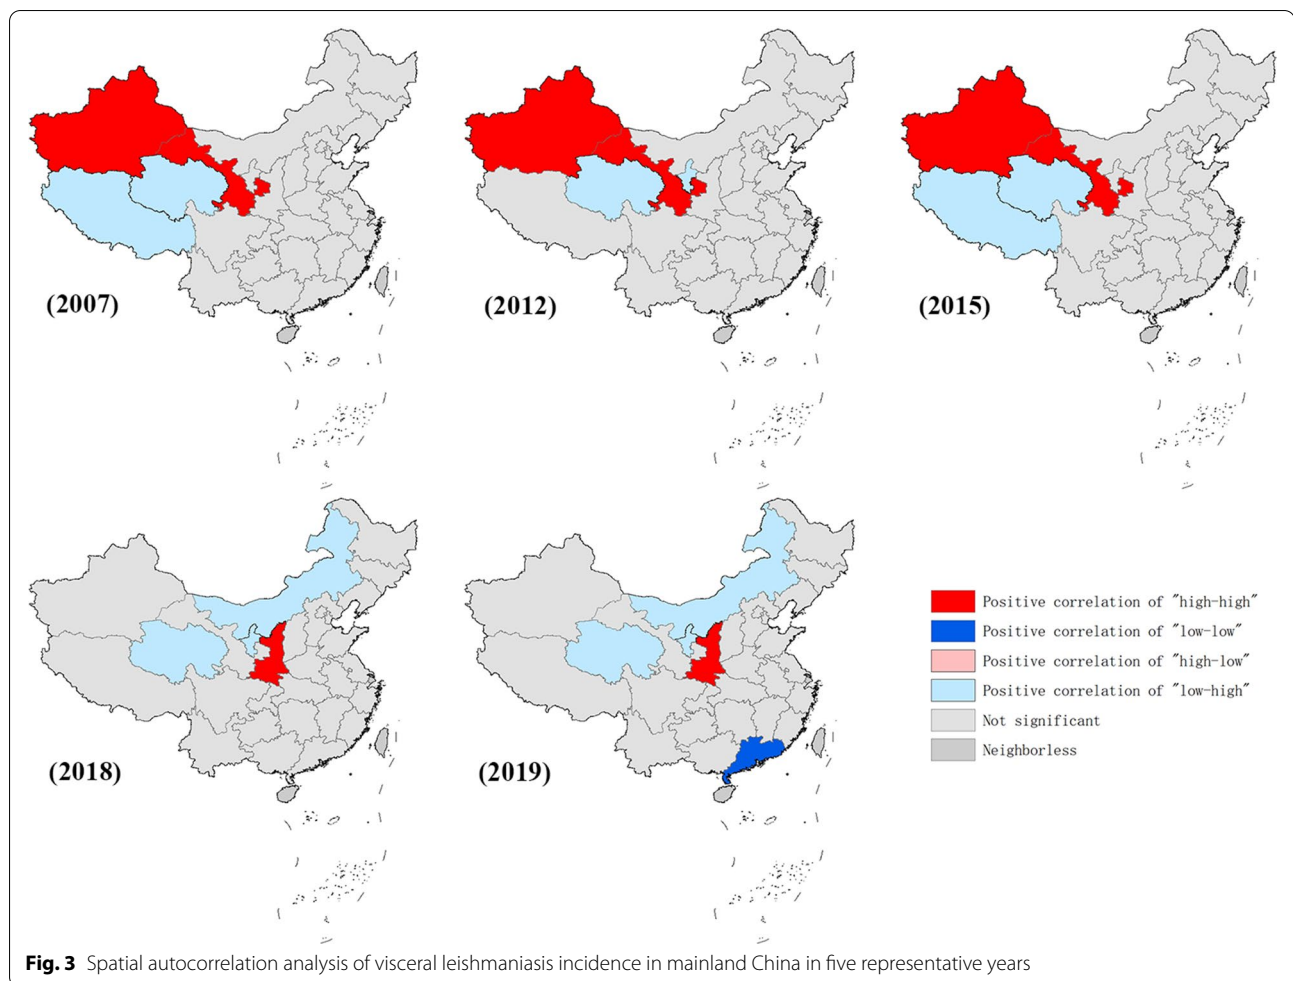 (2007)
(2012)
(2015)
(2018)
(2019)
Positive correlation of "high-high"
Positive correlation of "low-low"
Positive correlation of "high-low"
Positive correlation of "low-high"
Not significant
Neighborless
Fig. 3 Spatial autocorrelation analysis of visceral leishmaniasis incidence in mainland China in five representative years